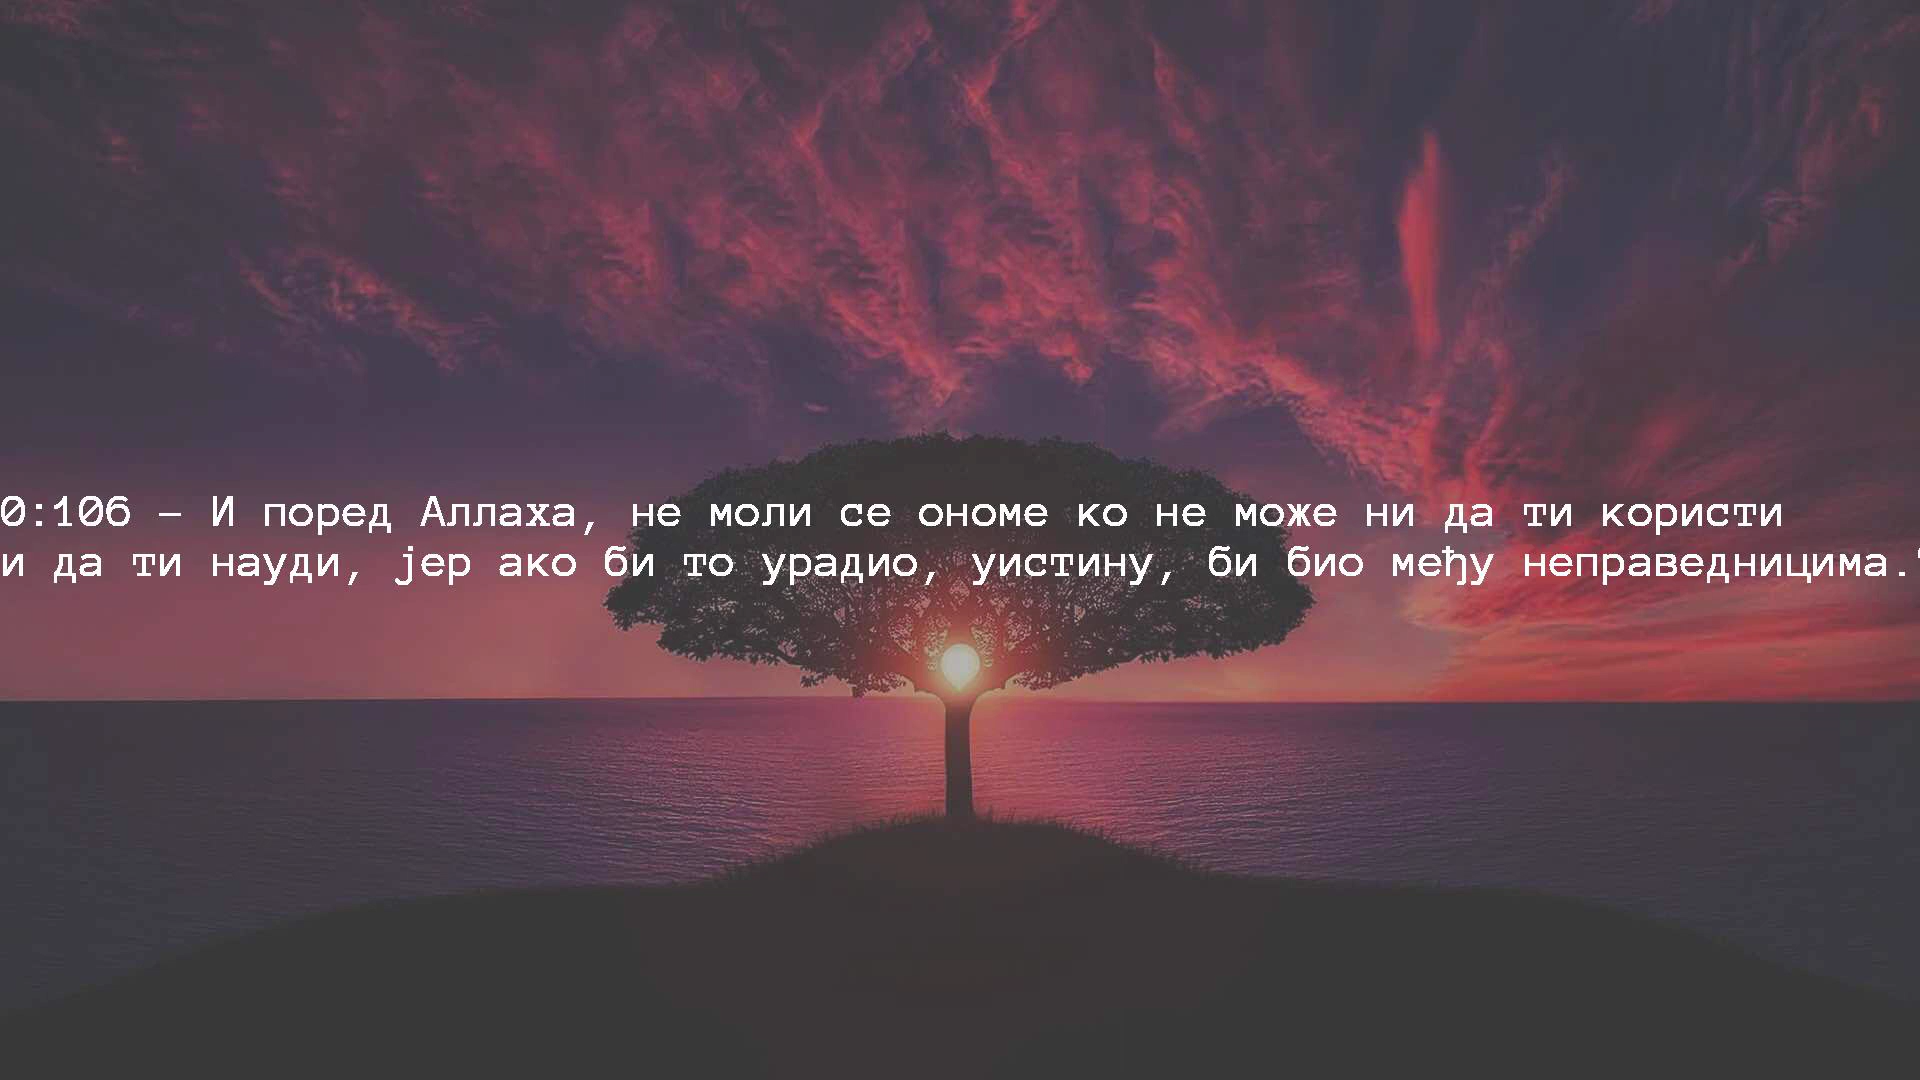 0:106 – И поред Аллаха, не моли се ономе ко не може ни да ти користи
и да ти науди, јер ако би то урадио, уистину, би био међу неправедницима.“